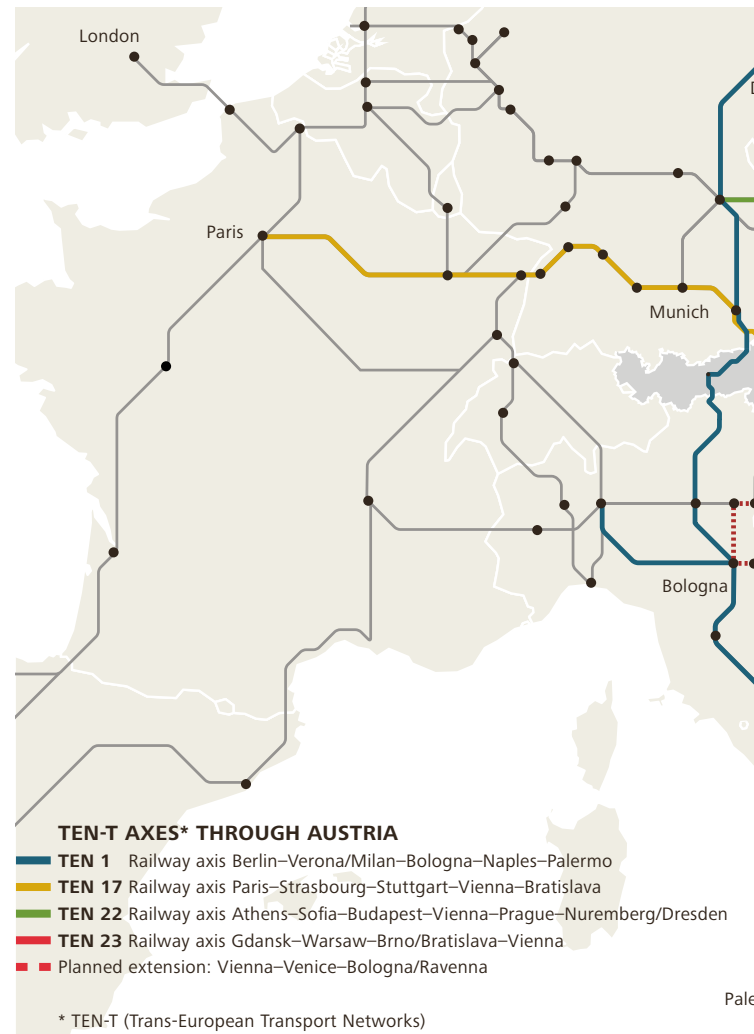 London
D
Paris
Munich
Bologna
TEN-T AXES* THROUGH AUSTRIA
TEN 1 Railway axis Berlin–Verona/Milan–Bologna–Naples–Palermo
TEN 17 Railway axis Paris–Strasbourg–Stuttgart–Vienna–Bratislava
TEN 22 Railway axis Athens–Sofia–Budapest–Vienna–Prague–Nuremberg/Dresden
TEN 23 Railway axis Gdansk–Warsaw–Brno/Bratislava–Vienna
Planned extension: Vienna–Venice–Bologna/Ravenna
Pale
* TEN-T (Trans-European Transport Networks)